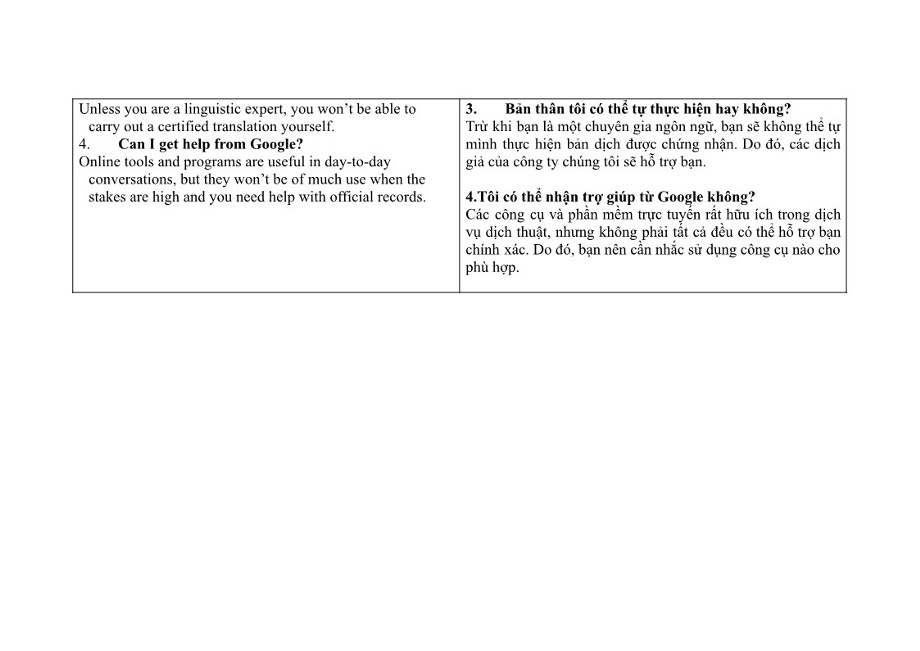 Unless you are a linguistic expert, you won't be able to
carry out a certified translation yourself.
4. Can I get help from Google?
Online tools and programs are useful in day-to-day
conversations, but they won't be of much use when the
stakes are high and you need help with official records.
3. Bản thân tôi có thể tự thực hiện hay không?
Trừ khi bạn là một chuyên gia ngôn ngữ, bạn sẽ không thể tự
mình thực hiện bản dịch được chứng nhận. Do đó, các dịch
giả của công ty chúng tôi sẽ hỗ trợ bạn.
4.Tôi có thể nhận trợ giúp từ Google không?
Các công cụ và phần mềm trực tuyến rất hữu ích trong dịch
vụ dịch thuật, nhưng không phải tất cả đều có thể hỗ trợ bạn
chính xác. Do đó, bạn nên cần nhắc sử dụng công cụ nào cho
phù hợp.